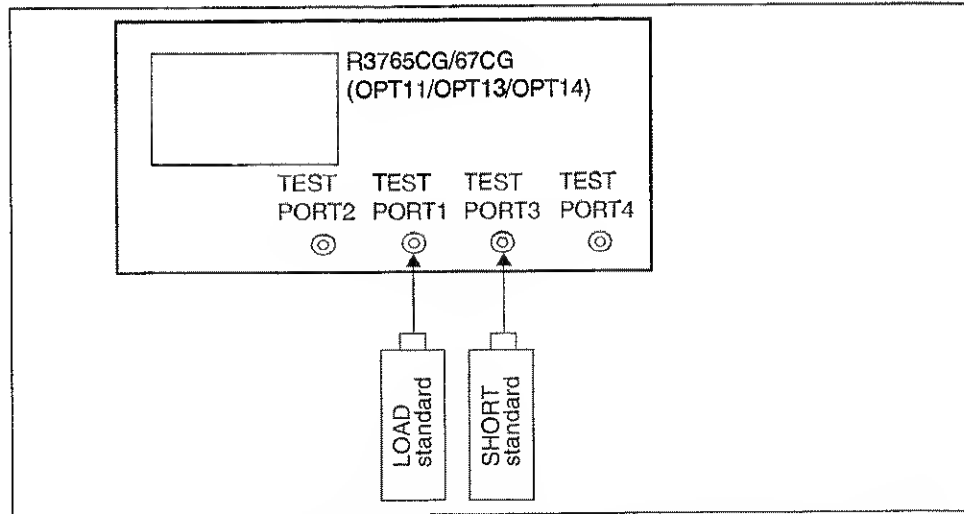 R3765CG/67CG
(OPT11/OPT13/OPT14)
TEST TEST TEST TEST
PORT2 PORT1 PORT3 PORT4
LOAD
standard
SHORT
standard